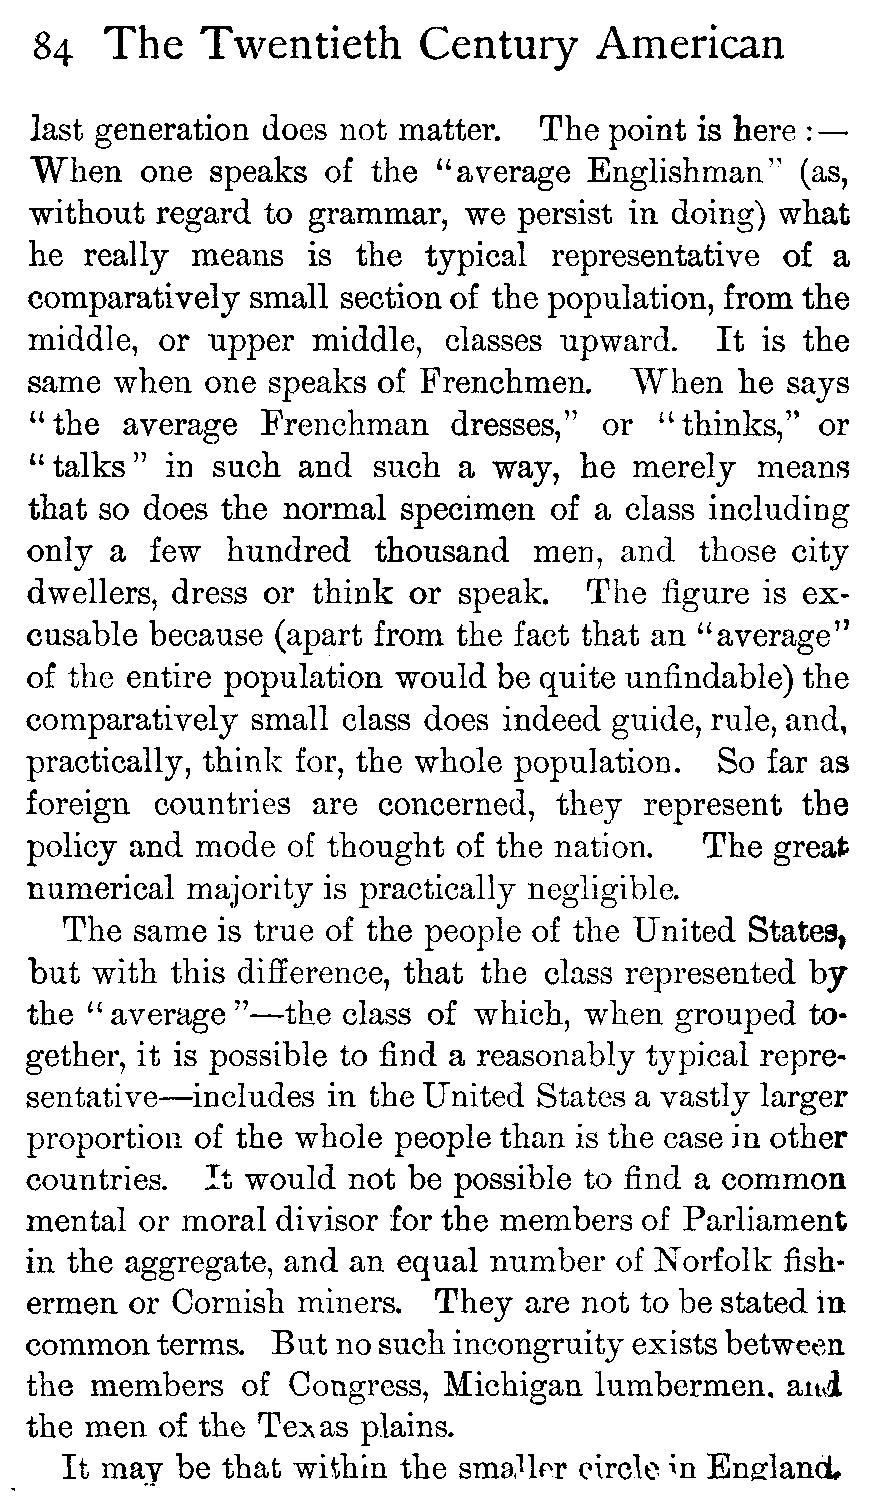 84 The Twentieth Century American
last generation does not matter. The point is here :—
When one speaks of the "average Englishman" (as,
without regard to grammar, we persist in doing) what
he really means is the typical representative of a
comparatively small section of the population, from the
middle, or upper middle, classes upward. It is the
same when one speaks of Frenchmen. When he says
"the average Frenchman dresses," or "thinks," or
"talks" in such and such a way, he merely means
that so does the normal specimen of a class including
only a few hundred thousand men, and those city
dwellers, dress or think or speak. The figure is ex-
cusable because (apart from the fact that an "average"
of the entire population would be quite unfindable) the
comparatively small class does indeed guide, rule, and,
practically, think for, the whole population. So far as
foreign countries are concerned, they represent the
policy and mode of thought of the nation. The great
numerical majority is practically negligible.
The same is true of the people of the United States,
but with this difference, that the class represented by
the "average"—the class of which, when grouped to-
gether, it is possible to find a reasonably typical repre-
sentative—includes in the United States a vastly larger
proportion of the whole people than is the case in other
countries. It would not be possible to find a common
mental or moral divisor for the members of Parliament
in the aggregate, and an equal number of Norfolk fish-
ermen or Cornish miners. They are not to be stated in
common terms. But no such incongruity exists between
the members of Congress, Michigan lumbermen, and
the men of the Texas plains.
It may be that within the smaller circle in England,